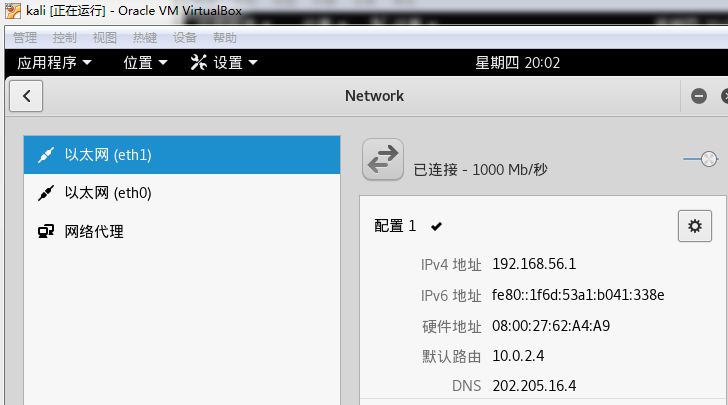 kali [正在运行] - Oracle VM VirtualBox
管理 控制 视图 热键 设备 帮助
应用程序 位置 设置 星期四 20:02
Network
以太网 (eth1)
以太网 (eth0)
网络代理
已连接 - 1000 Mb/秒
配置 1
IPv4 地址 192.168.56.1
IPv6 地址 fe80::1f6d:53a1:b041:338e
硬件地址 08:00:27:62:A4:A9
默认路由 10.0.2.4
DNS 202.205.16.4